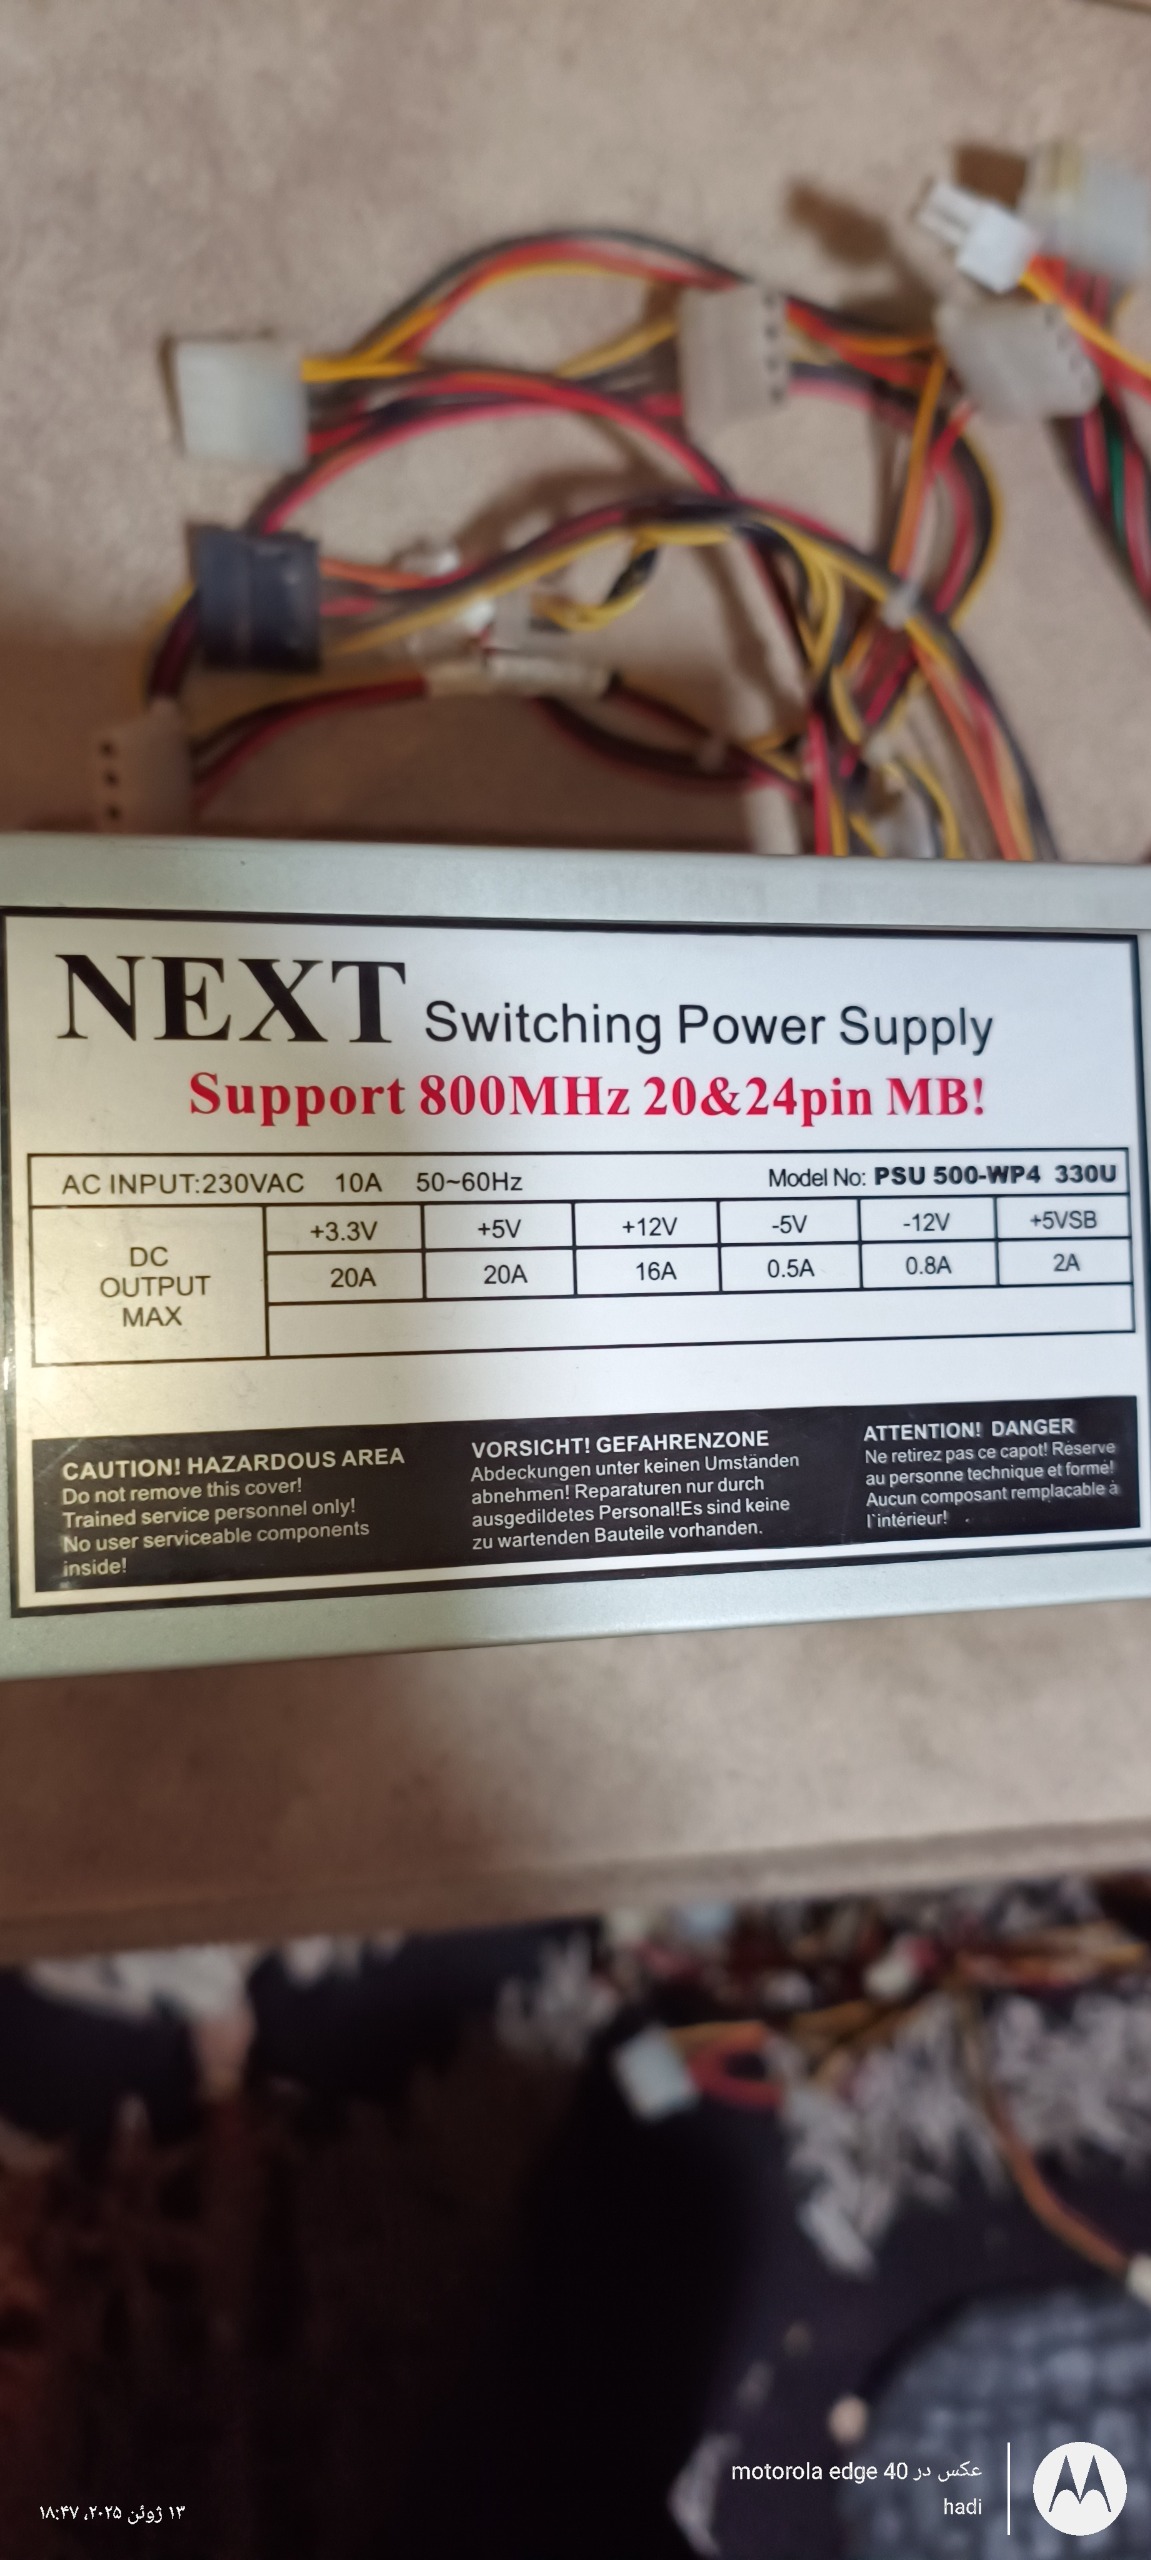 NEXT Switching Power Supply
Support 800MHz 20&24pin MB!
AC INPUT:230VAC 10A 50~60Hz Model No: PSU 500-WP4 330U
DC OUTPUT MAX
+3.3V +5V +12V -5V -12V +5VSB
20A 20A 16A 0.5A 0.8A 2A
CAUTION! HAZARDOUS AREA
Do not remove this cover!
Trained service personnel only!
No user serviceable components
inside!
VORSICHT! GEFAHRENZONE
Abdeckungen unter keinen Umständen
abnehmen! Reparaturen nur durch
ausgedildetes Personal!Es sind keine
zu wartenden Bauteile vorhanden.
ATTENTION! DANGER
Ne retirez pas ce capot! Réserve
au personne technique et formé!
Aucun composant remplaçable à
l`intérieur!
عکس در motorola edge 40
hadi
۱۳ ژوئن ۲۰۲۵، ۱۸:۴۷